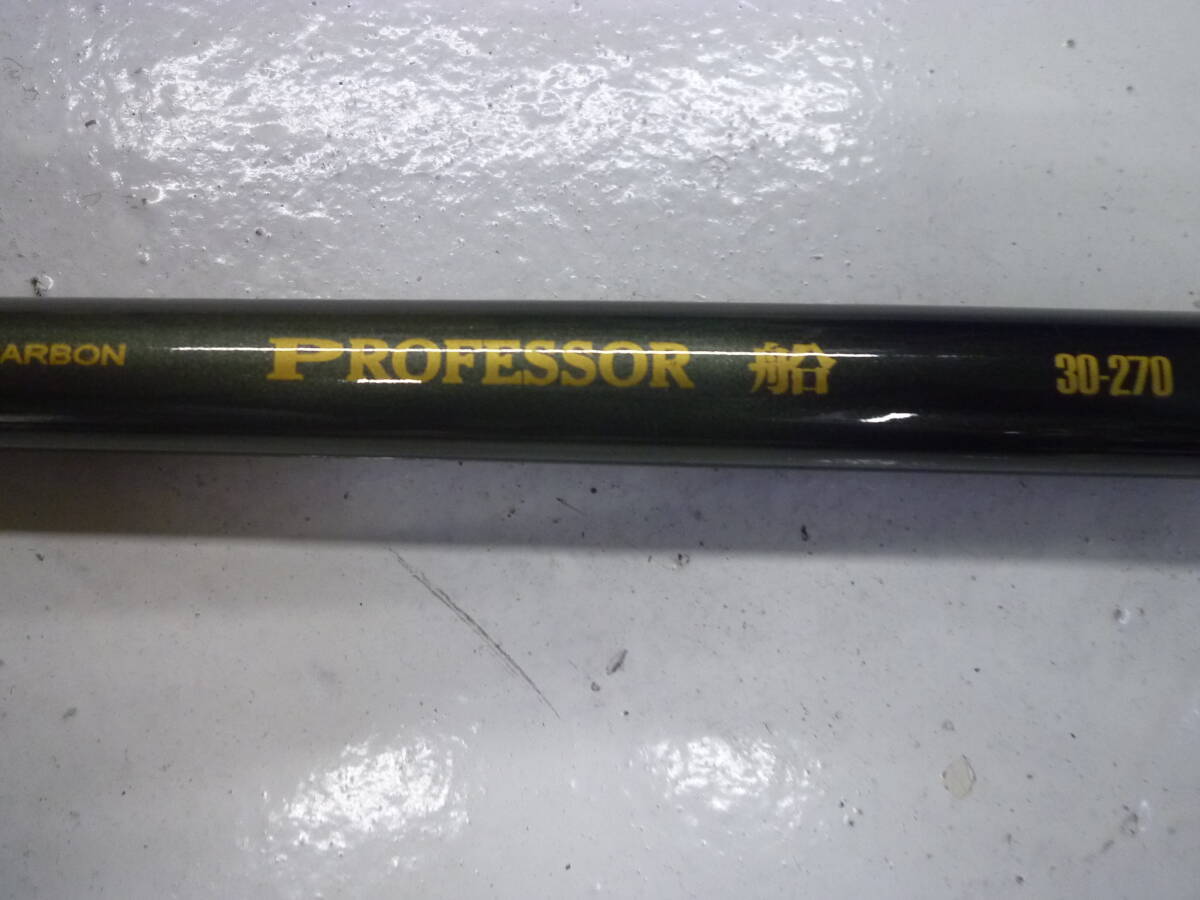 ARBON PROFESSOR 船 30-270